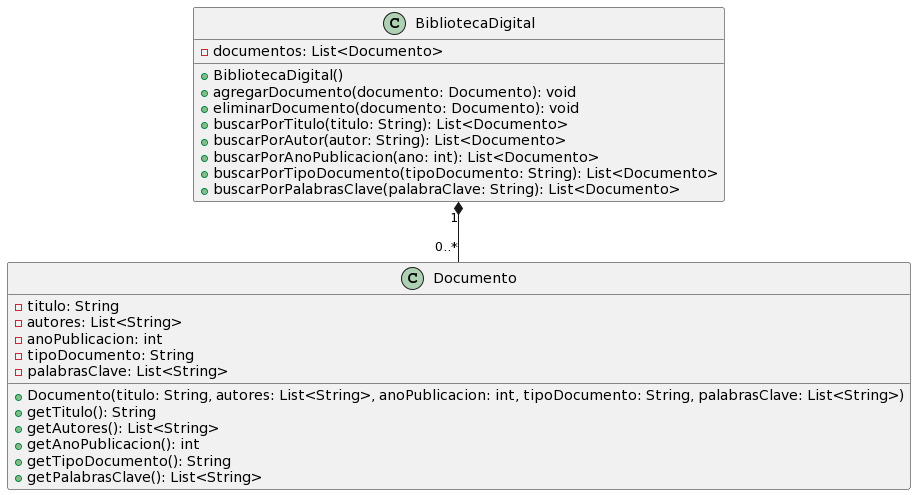 C BibliotecaDigital
documentos: List<Documento>
BibliotecaDigital()
agregarDocumento(documento: Documento): void
eliminarDocumento(documento: Documento): void
buscarPorTitulo(titulo: String): List<Documento>
buscarPorAutor(autor: String): List<Documento>
buscarPorAnoPublicacion(ano: int): List<Documento>
buscarPorTipoDocumento(tipoDocumento: String): List<Documento>
buscarPorPalabrasClave(palabraClave: String): List<Documento>
1
0..*
C Documento
titulo: String
autores: List<String>
anoPublicacion: int
tipoDocumento: String
palabrasClave: List<String>
Documento(titulo: String, autores: List<String>, anoPublicacion: int, tipoDocumento: String, palabrasClave: List<String>)
getTitulo(): String
getAutores(): List<String>
getAnoPublicacion(): int
getTipoDocumento(): String
getPalabrasClave(): List<String>